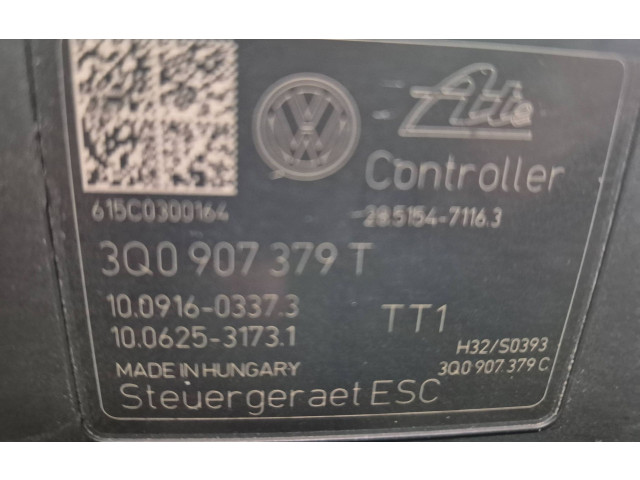 Ate
Controller
615C0300164
28.5154-7116.3
3Q0 907 379 T
10.0916-0337.3
10.0625-3173.1
TT1
H32/S0393
MADE IN HUNGARY
3Q0 907 379 C
Steuergeraet ESC